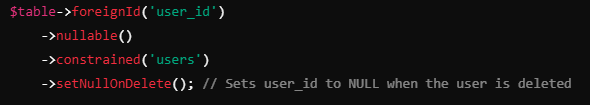 $table->foreignId('user_id')
->nullable()
->constrained('users')
->setNullOnDelete(); // Sets user_id to NULL when the user is deleted